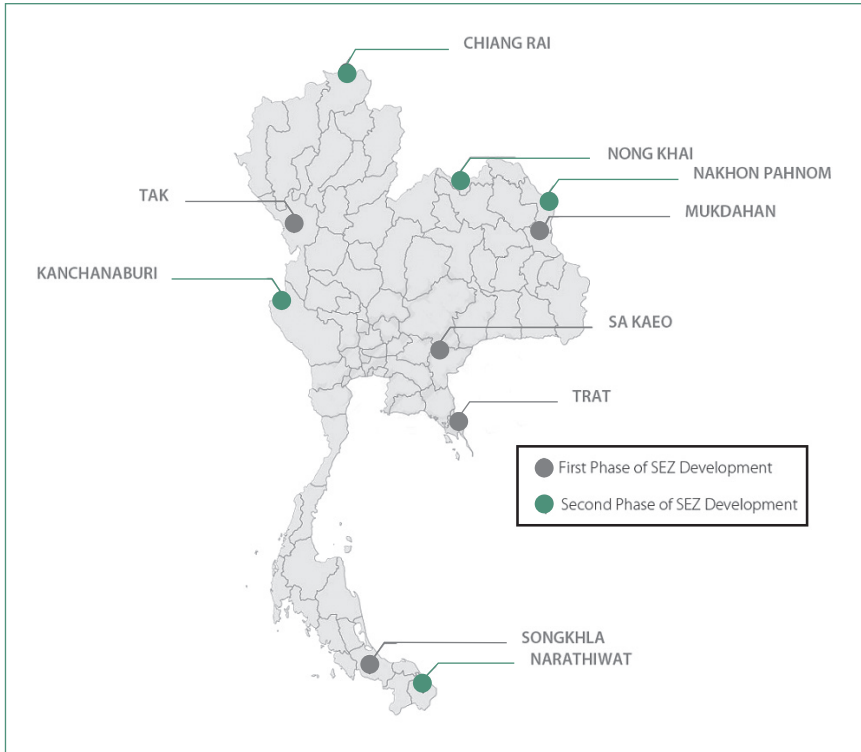 CHIANG RAI
NONG KHAI
NAKHON PAHNOM
TAK
MUKDAHAN
KANCHANABURI
SA KAEO
TRAT
First Phase of SEZ Development
Second Phase of SEZ Development
SONGKHLA
NARATHIWAT